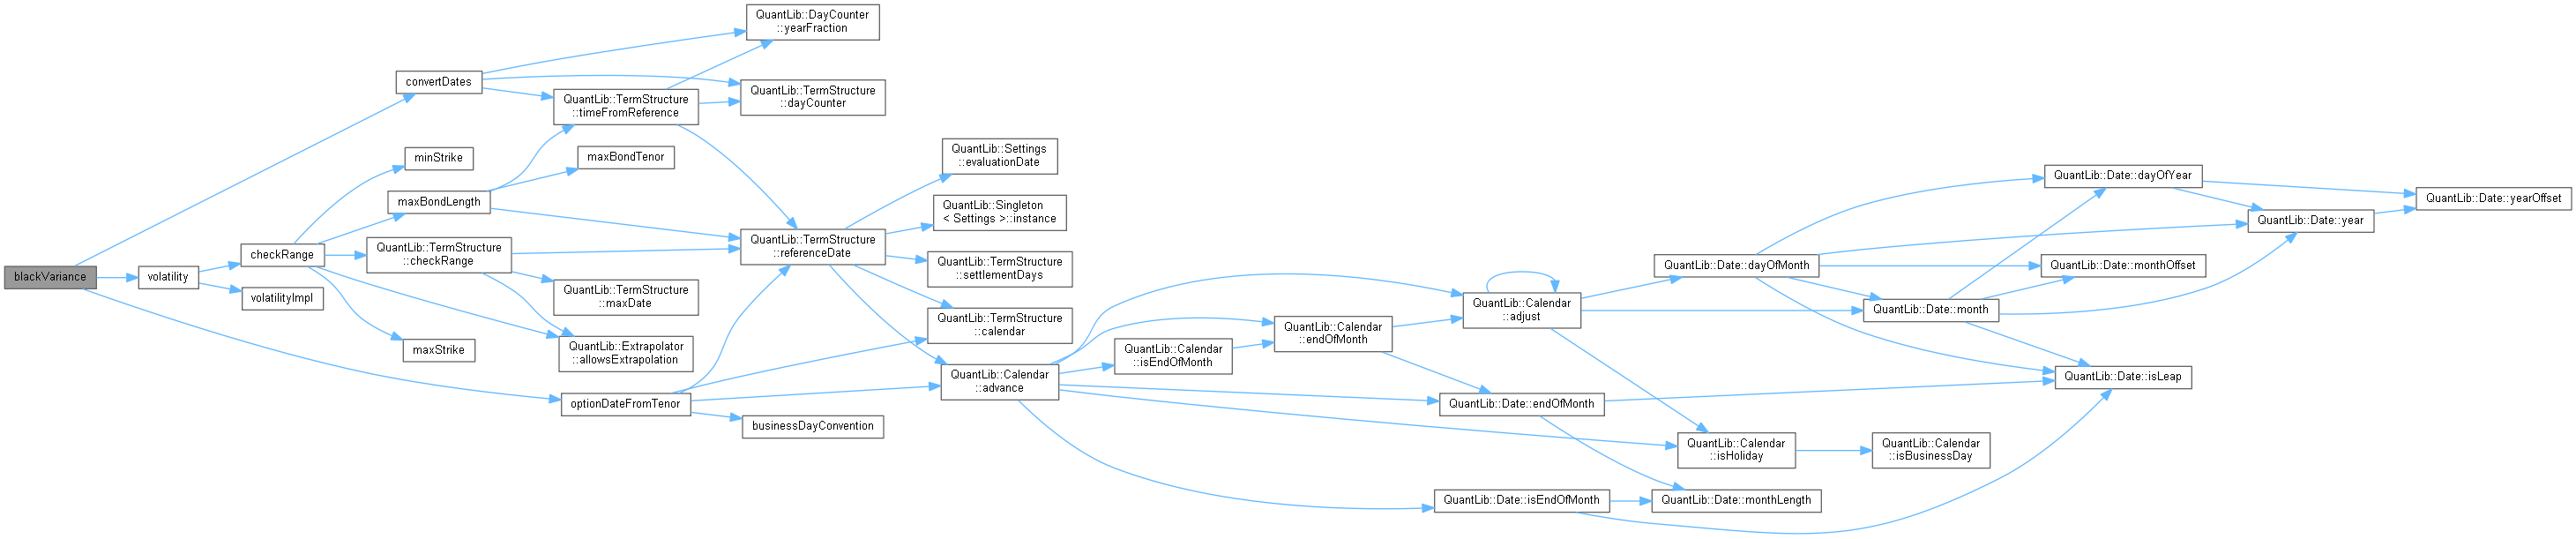 blackVariance
convertDates
volatility
optionDateFromTenor
QuantLib::DayCounter
::yearFraction
QuantLib::TermStructure
::dayCounter
QuantLib::TermStructure
::timeFromReference
minStrike
maxBondTenor
maxBondLength
checkRange
QuantLib::TermStructure
::checkRange
volatilityImpl
QuantLib::TermStructure
::maxDate
maxStrike
QuantLib::Extrapolator
::allowsExtrapolation
businessDayConvention
QuantLib::TermStructure
::referenceDate
QuantLib::Settings
::evaluationDate
QuantLib::Singleton
< Settings >::instance
QuantLib::TermStructure
::settlementDays
QuantLib::TermStructure
::calendar
QuantLib::Calendar
::advance
QuantLib::Calendar
::isEndOfMonth
QuantLib::Calendar
::endOfMonth
QuantLib::Calendar
::adjust
QuantLib::Date::endOfMonth
QuantLib::Date::isEndOfMonth
QuantLib::Date::dayOfMonth
QuantLib::Calendar
::isHoliday
QuantLib::Date::monthLength
QuantLib::Date::month
QuantLib::Calendar
::isBusinessDay
QuantLib::Date::dayOfYear
QuantLib::Date::monthOffset
QuantLib::Date::isLeap
QuantLib::Date::year
QuantLib::Date::yearOffset